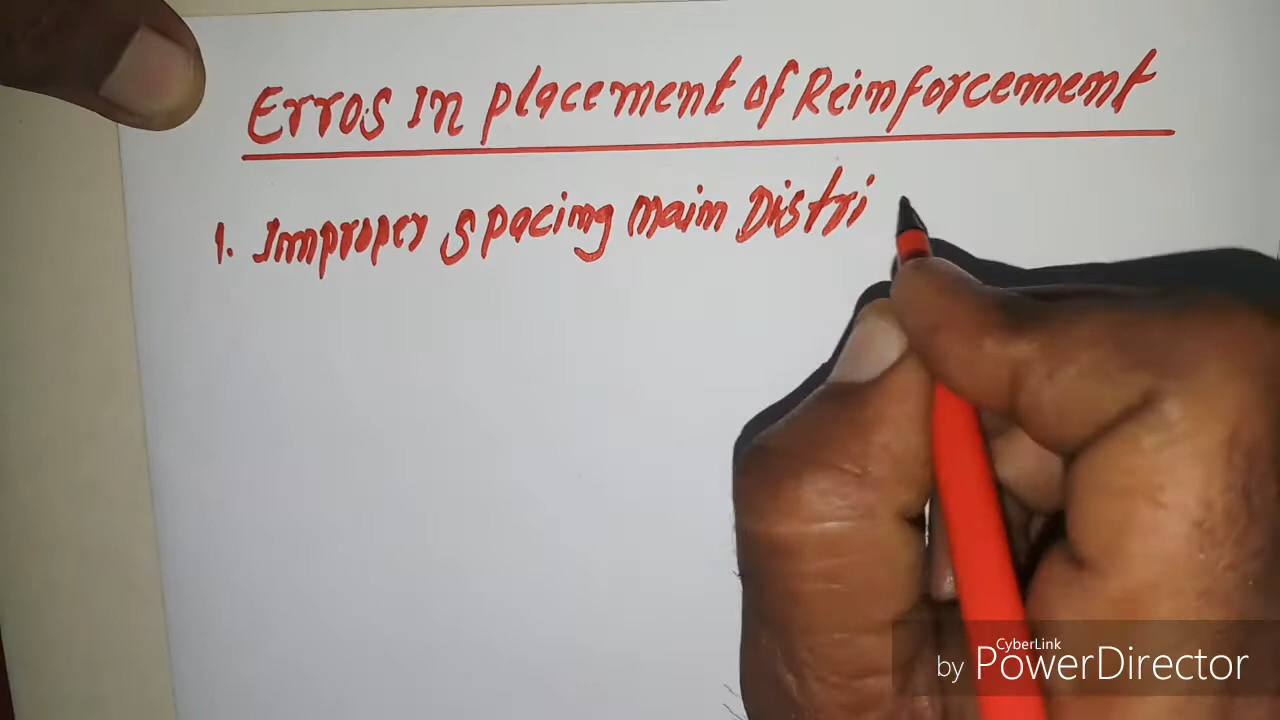 Erros In placement of Reinforcement
1. Improper spacing main Distri
CyberLink
by PowerDirector